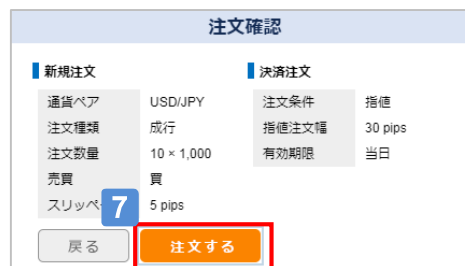 注文確認
新規注文
通貨ペア USD/JPY
注文種類 成行
注文数量 10 × 1,000
売買 買
スリッペ 5 pips
決済注文
注文条件 指値
指値注文幅 30 pips
有効期限 当日
7
戻る
注文する